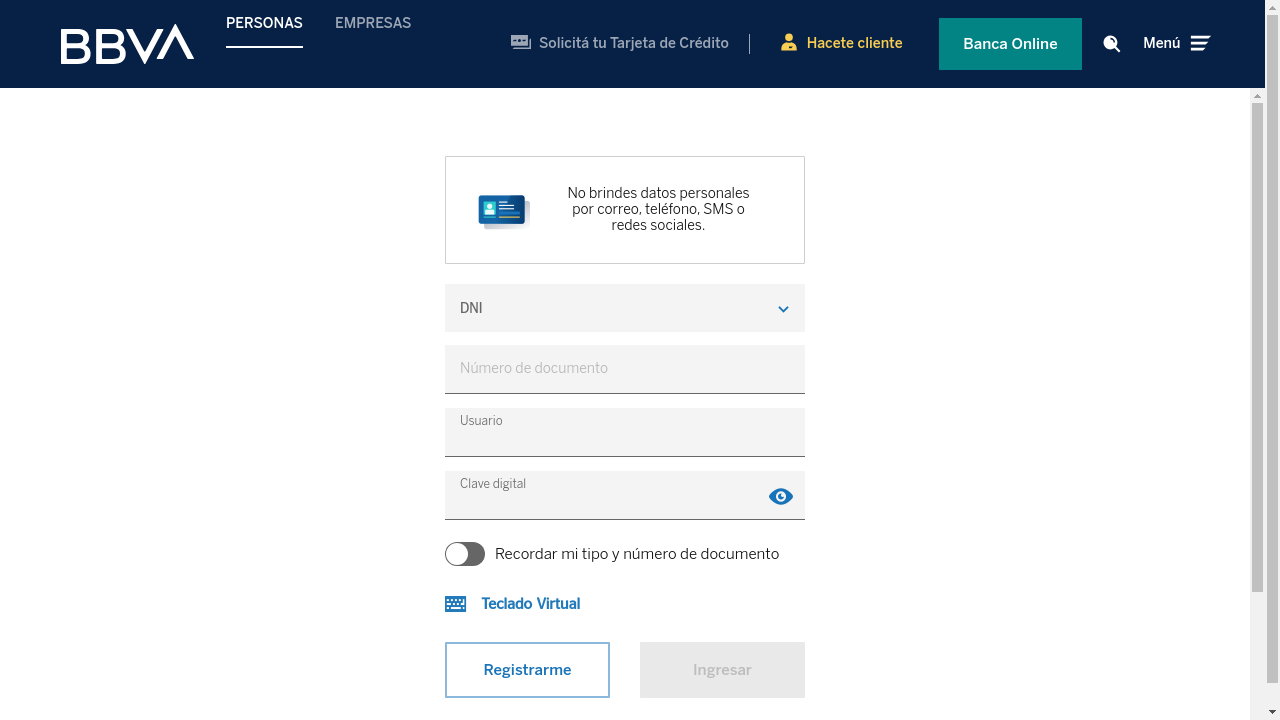 BBVA
PERSONAS
EMPRESAS
Solicitá tu Tarjeta de Crédito
Hacete cliente
Banca Online
Menú
No brindes datos personales
por correo, teléfono, SMS o
redes sociales.
DNI
Número de documento
Usuario
Clave digital
Recordar mi tipo y número de documento
Teclado Virtual
Registrarme
Ingresar